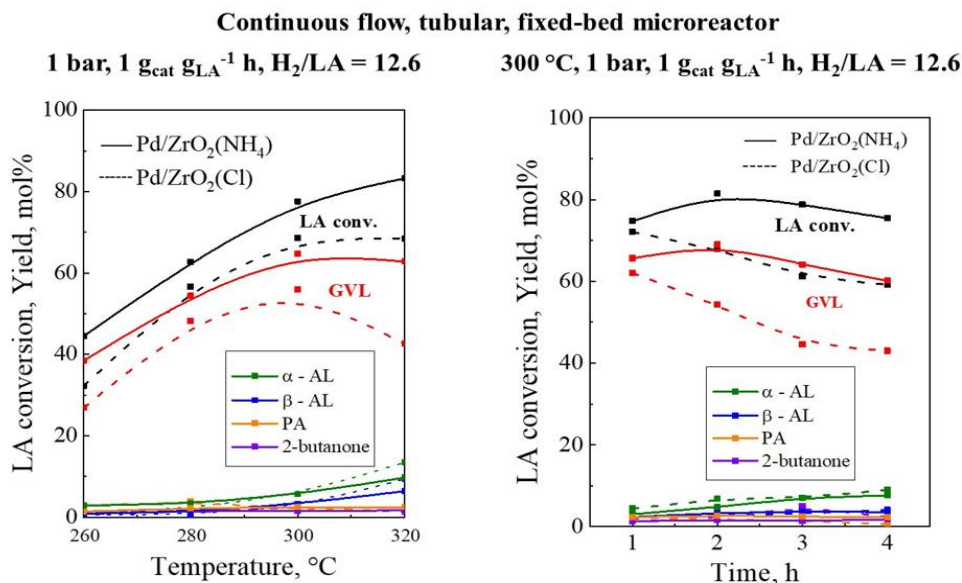 Continuous flow, tubular, fixed-bed microreactor
1 bar, 1 g_cat g_LA⁻¹ h, H₂/LA = 12.6
300 °C, 1 bar, 1 g_cat g_LA⁻¹ h, H₂/LA = 12.6
LA conversion, Yield, mol%
100
80
60
40
20
0
Pd/ZrO₂(NH₄)
Pd/ZrO₂(Cl)
LA conv.
GVL
α - AL
β - AL
PA
2-butanone
260
280
300
320
Temperature, °C
LA conversion, Yield, mol%
100
80
60
40
20
0
Pd/ZrO₂(NH₄)
Pd/ZrO₂(Cl)
LA conv.
GVL
α - AL
β - AL
PA
2-butanone
1
2
3
4
Time, h